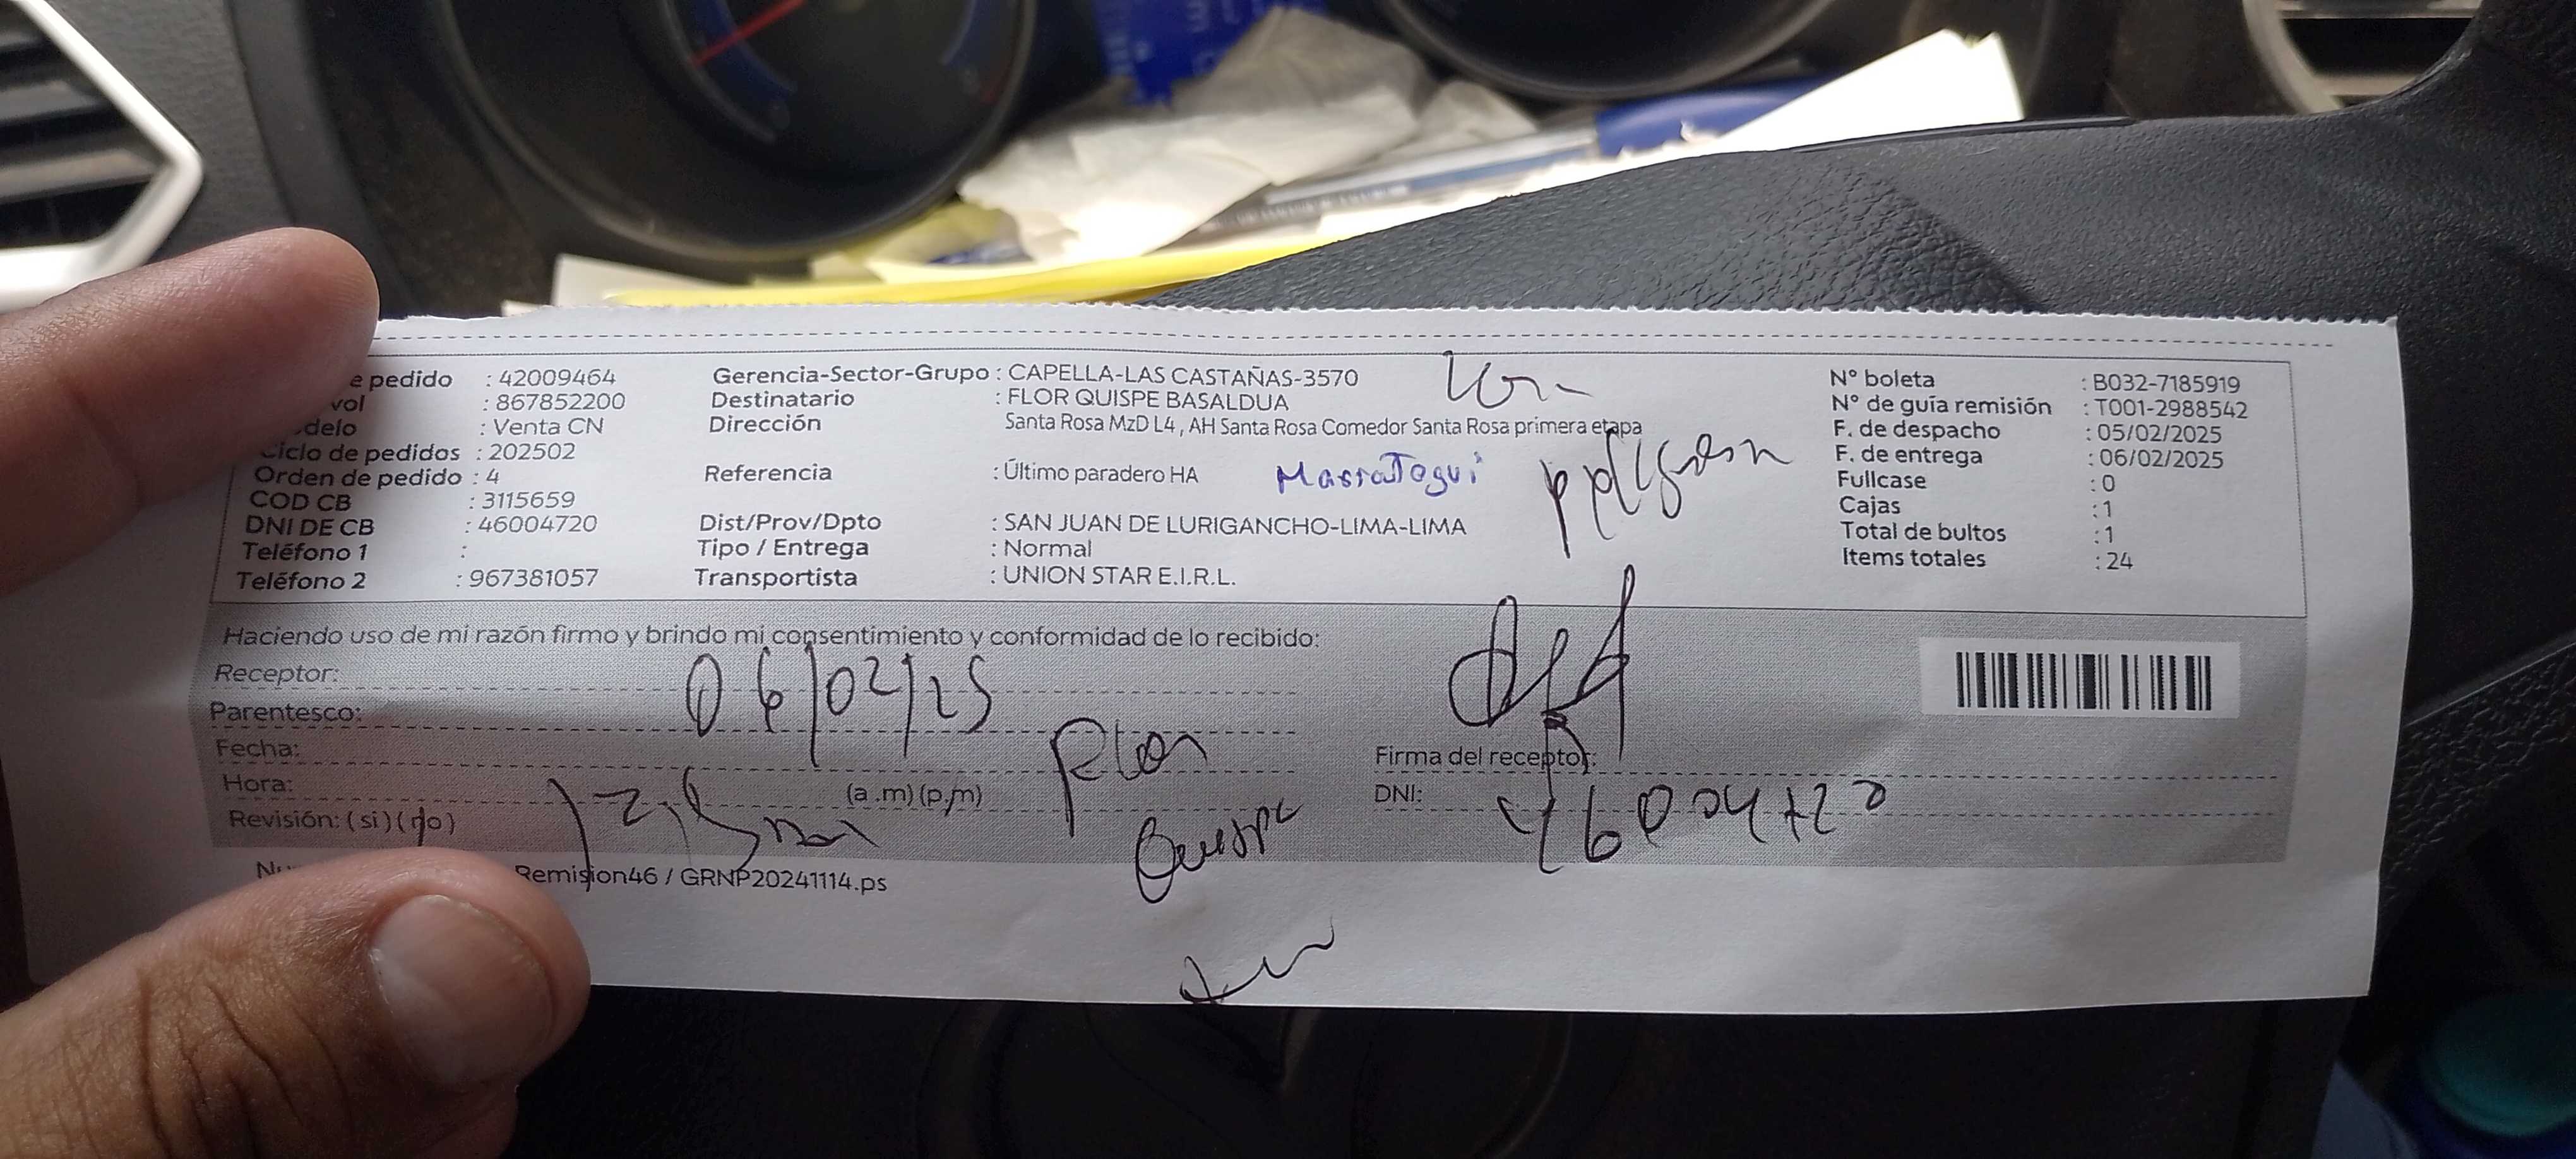 e pedido : 42009464
vol : 867852200
delo : Venta CN
Ciclo de pedidos : 202502
Orden de pedido : 4
COD CB : 3115659
DNI DE CB : 46004720
Teléfono 1 :
Teléfono 2 : 967381057
Gerencia-Sector-Grupo : CAPELLA-LAS CASTAÑAS-3570
Destinatario : FLOR QUISPE BASALDUA
Dirección Santa Rosa MzD L4 , AH Santa Rosa Comedor Santa Rosa primera etapa
Referencia : Último paradero HA
Dist/Prov/Dpto : SAN JUAN DE LURIGANCHO-LIMA-LIMA
Tipo / Entrega : Normal
Transportista : UNION STAR E.I.R.L.
N° boleta : B032-7185919
N° de guía remisión : T001-2988542
F. de despacho : 05/02/2025
F. de entrega : 06/02/2025
Fullcase : 0
Cajas : 1
Total de bultos : 1
Items totales : 24
Haciendo uso de mi razón firmo y brindo mi consentimiento y conformidad de lo recibido:
Receptor:
Parentesco: 06/02/25
Fecha:
Hora: (a.m) (p.m)
Revisión: ( si ) ( no )
Flor
Quispe
Firma del receptor:
DNI: 46004720
Remision46 / GRNP20241114.ps